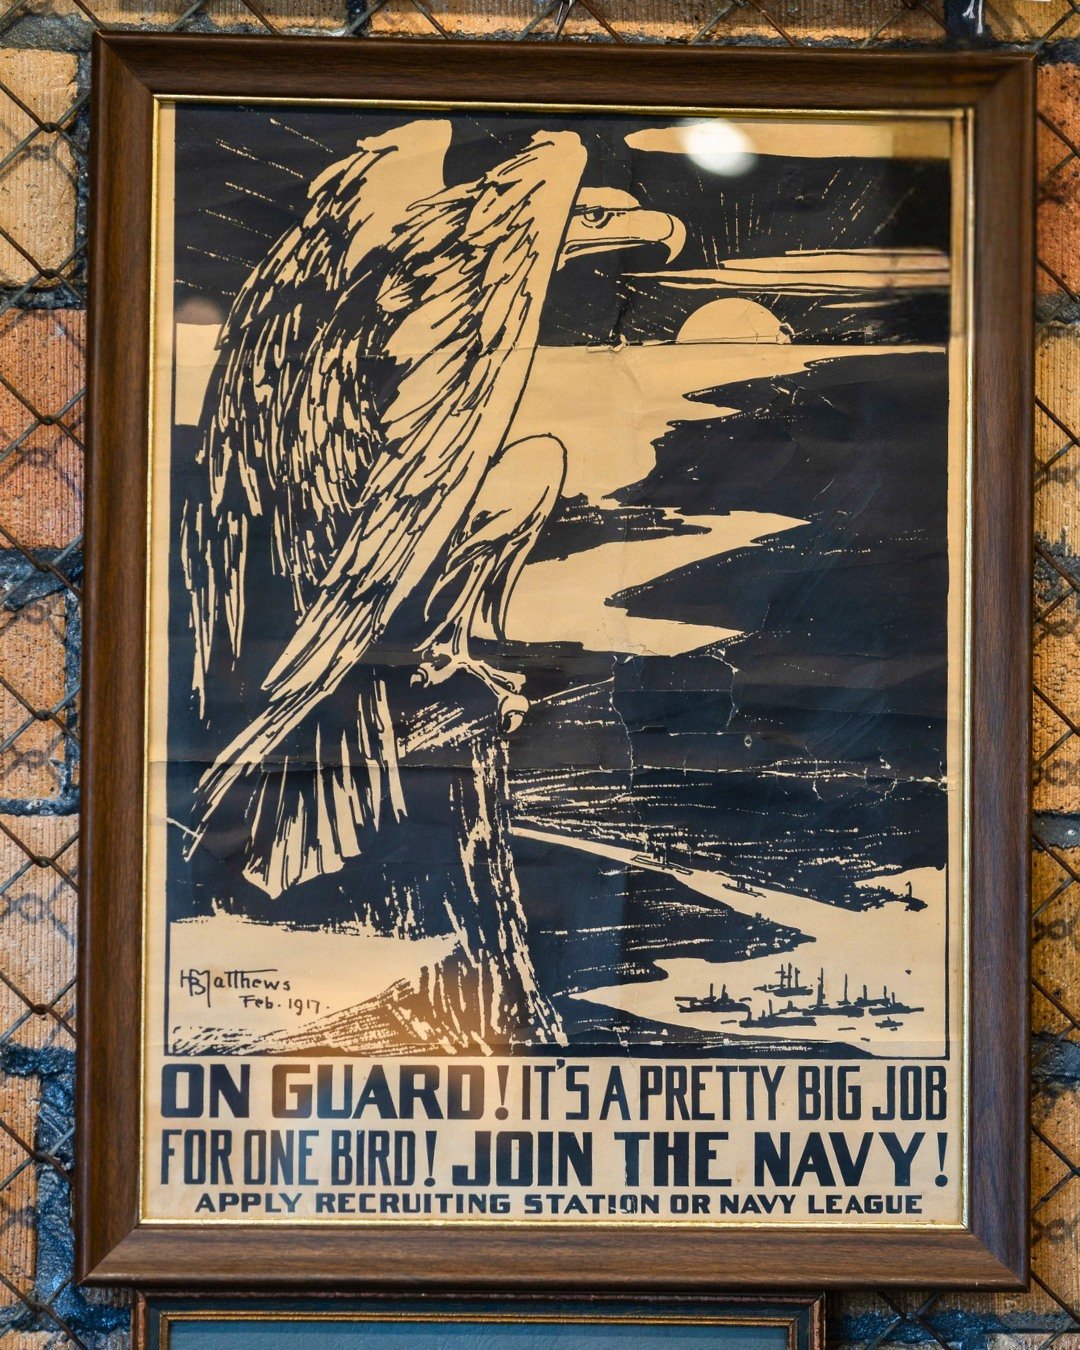 HB Matthews
Feb. 1917.
ON GUARD! IT'S A PRETTY BIG JOB
FOR ONE BIRD! JOIN THE NAVY!
APPLY RECRUITING STATION OR NAVY LEAGUE